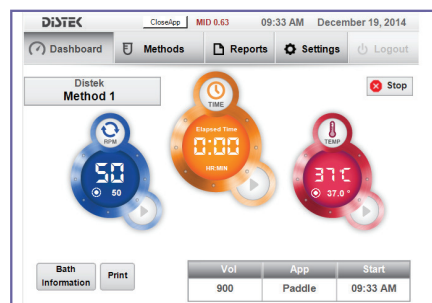 DISTEK CloseApp MID 0.63 09:33 AM December 19, 2014
Dashboard Methods Reports Settings Logout
Distek
Method 1
Stop
TIME
RPM
TEMP
Elapsed Time
0:00
HR:MIN
50
50
37C
37.0 °
Bath
Information
Print
Vol App Start
900 Paddle 09:33 AM